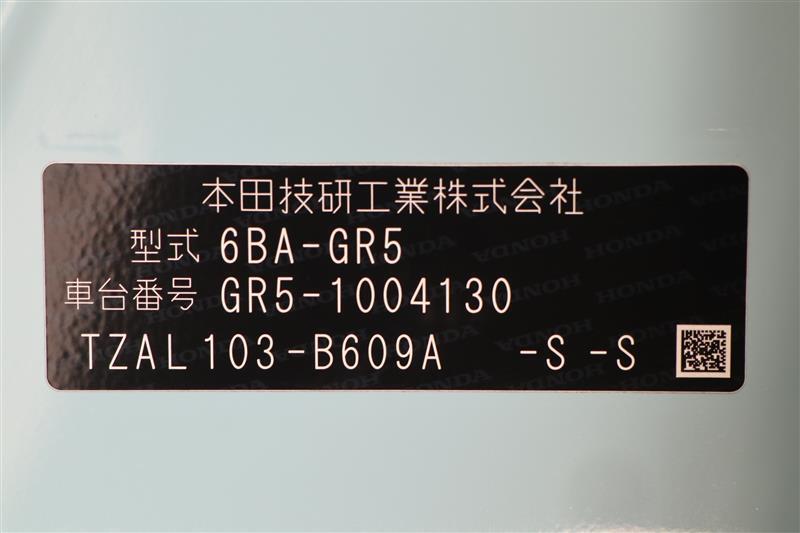 本田技研工業株式会社
型式 6BA-GR5
車台番号 GR5-1004130
TZAL103-B609A -S -S